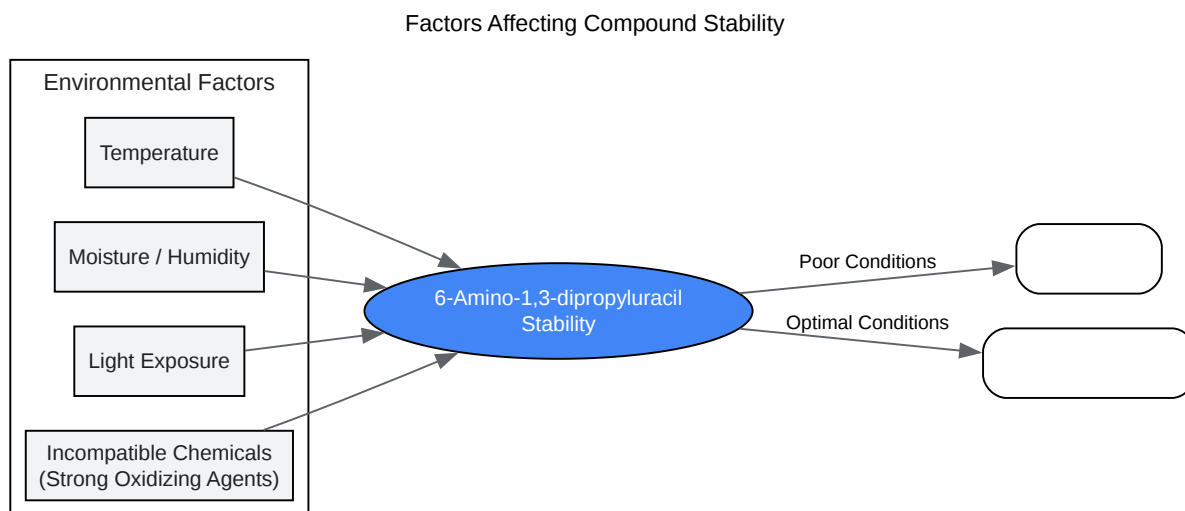 Factors Affecting Compound Stability
Environmental Factors
Temperature
Moisture / Humidity
Light Exposure
Incompatible Chemicals
(Strong Oxidizing Agents)
6-Amino-1,3-dipropyluracil
Stability
Poor Conditions
Optimal Conditions